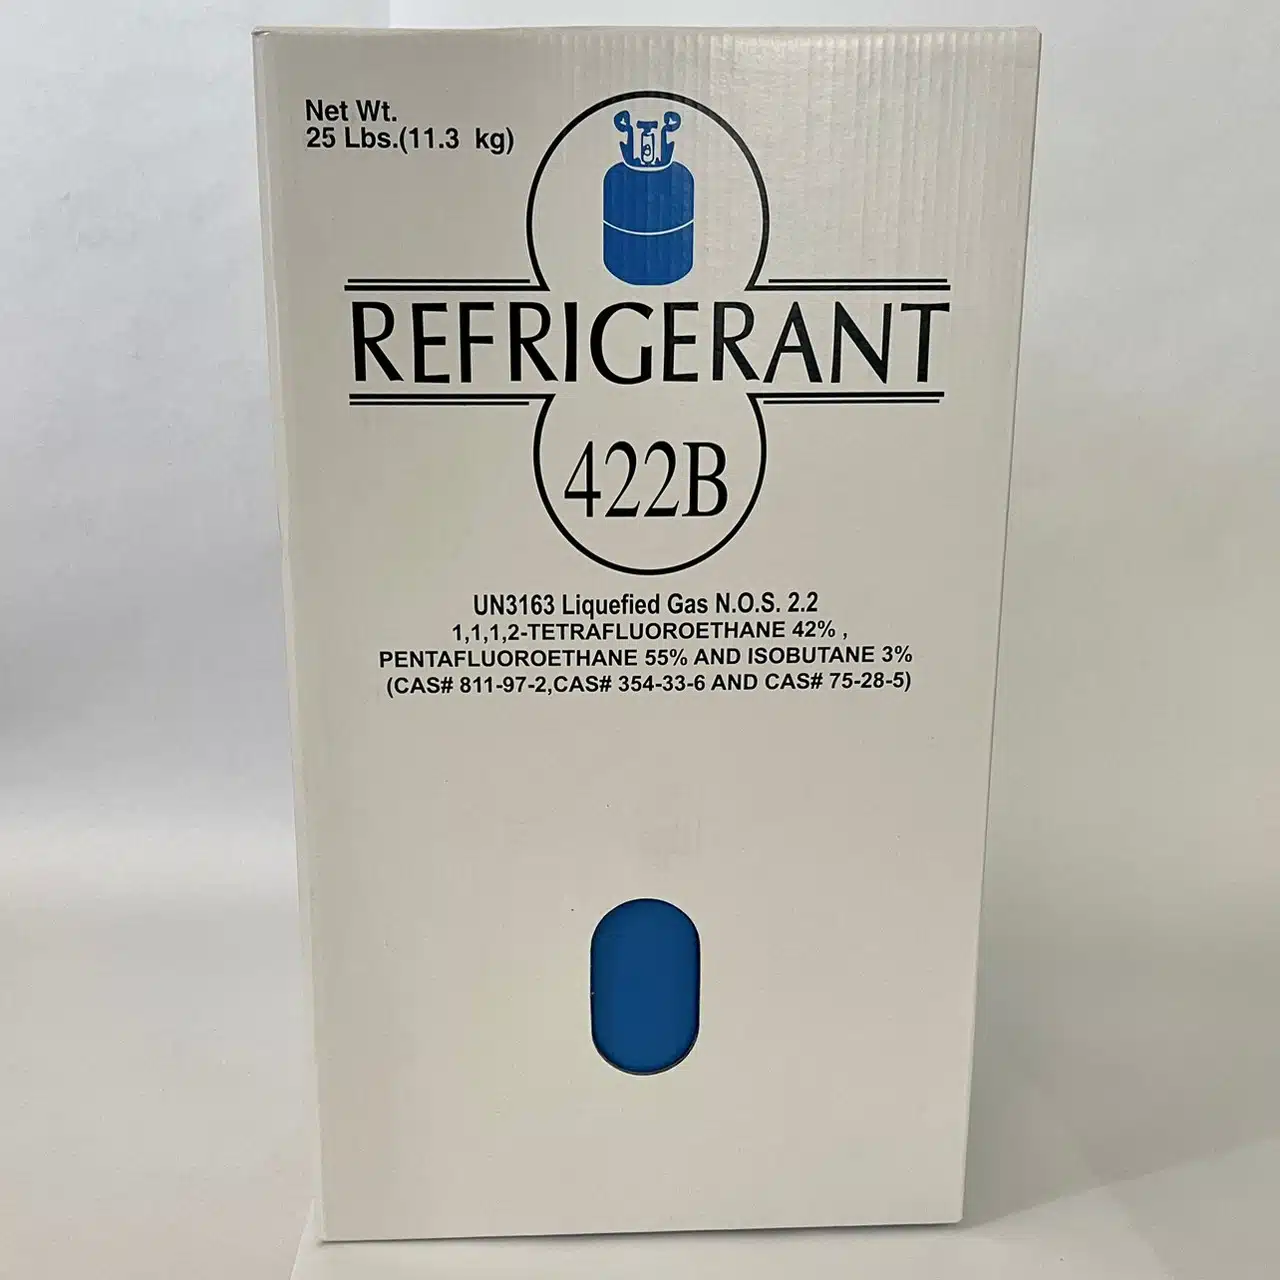 Net Wt.
25 Lbs.(11.3 kg)
REFRIGERANT
422B
UN3163 Liquefied Gas N.O.S. 2.2
1,1,1,2-TETRAFLUOROETHANE 42% ,
PENTAFLUOROETHANE 55% AND ISOBUTANE 3%
(CAS# 811-97-2,CAS# 354-33-6 AND CAS# 75-28-5)